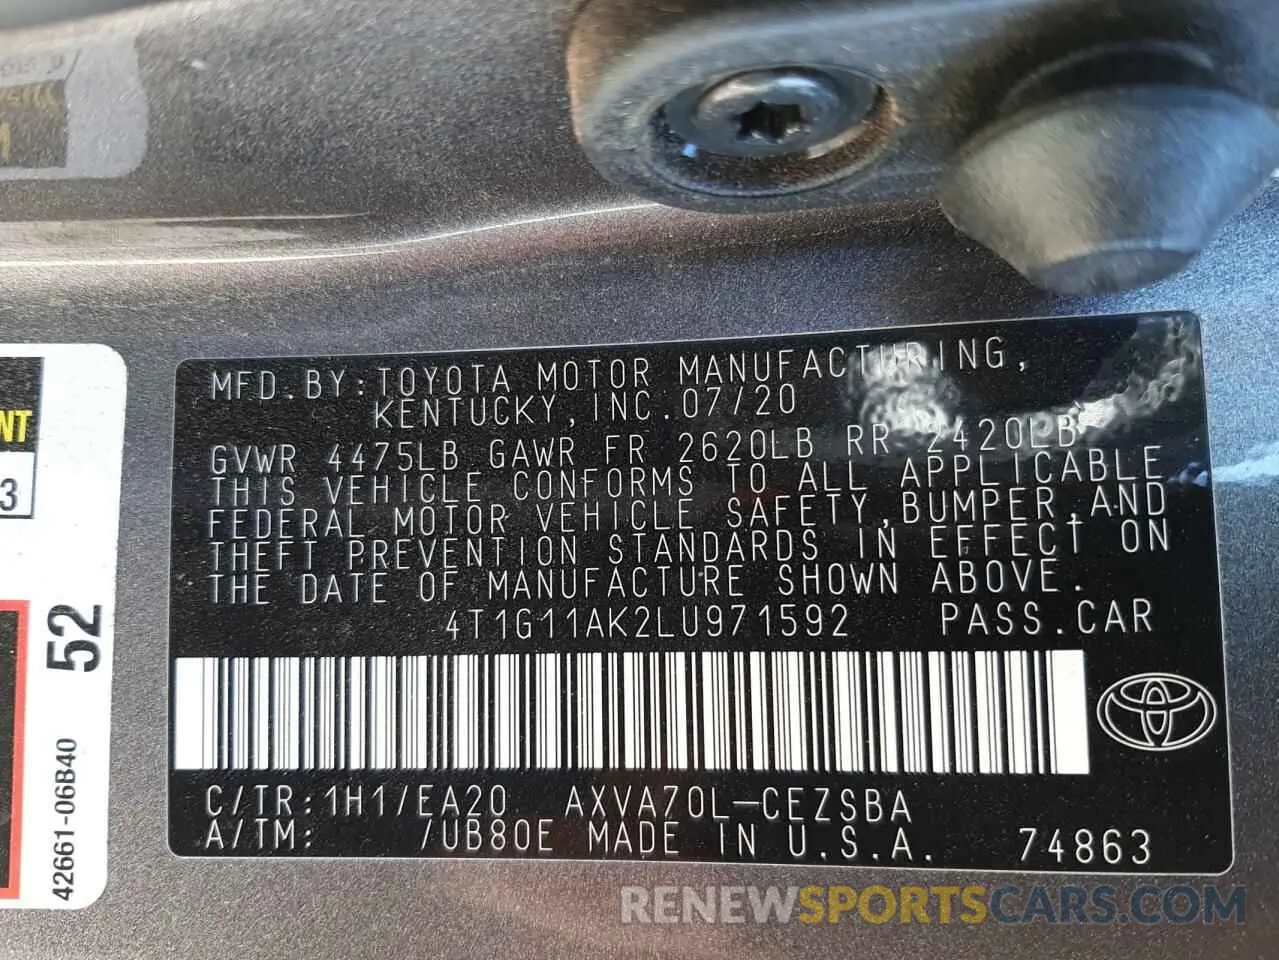 MFD.BY:TOYOTA MOTOR MANUFACTURING,
KENTUCKY,INC.07/20
GVWR 4475LB GAWR FR 2620LB RR 2420LB
THIS VEHICLE CONFORMS TO ALL APPLICABLE
FEDERAL MOTOR VEHICLE SAFETY,BUMPER,AND
THEFT PREVENTION STANDARDS IN EFFECT ON
THE DATE OF MANUFACTURE SHOWN ABOVE.
4T1G11AK2LU971592 PASS.CAR
C/TR:1H1/EA20 AXVA70L-CEZSBA
A/TM: /UB80E MADE IN U.S.A. 74863
NT
3
52
42661-06B40
RENEWSPORTSCARS.COM